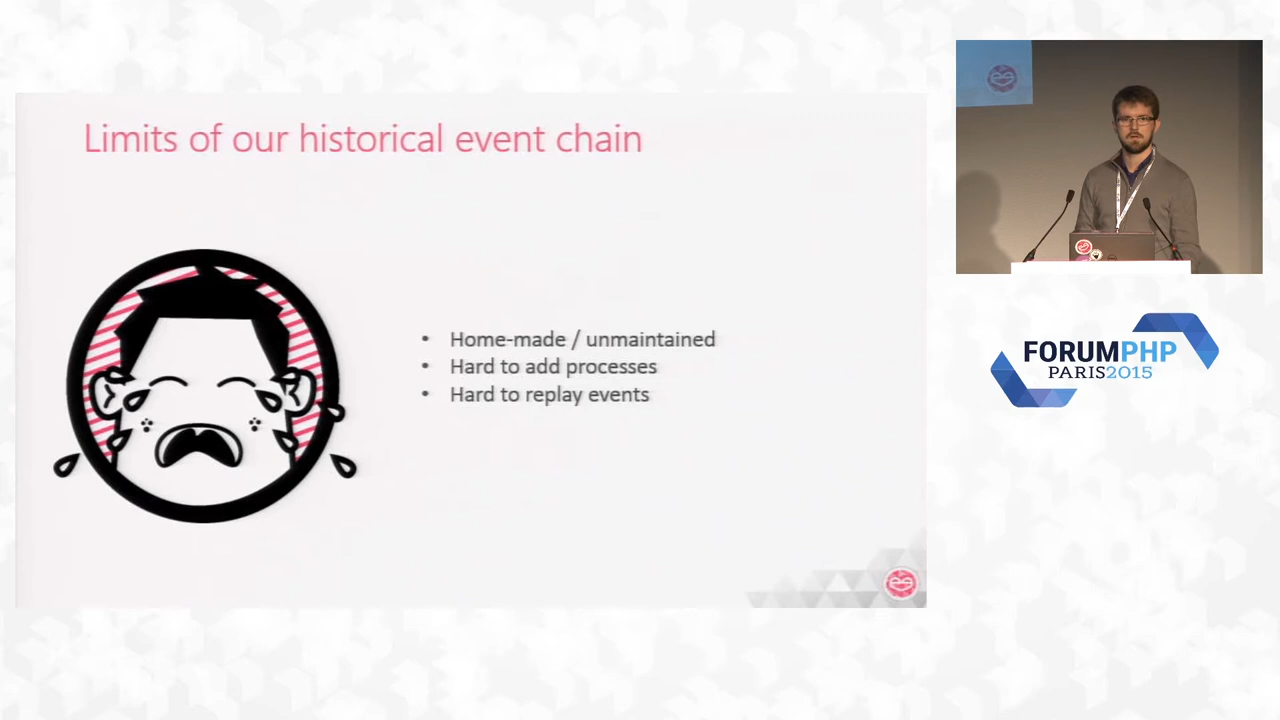 Limits of our historical event chain
• Home-made / unmaintained
• Hard to add processes
• Hard to replay events
FORUMPHP
PARIS2015